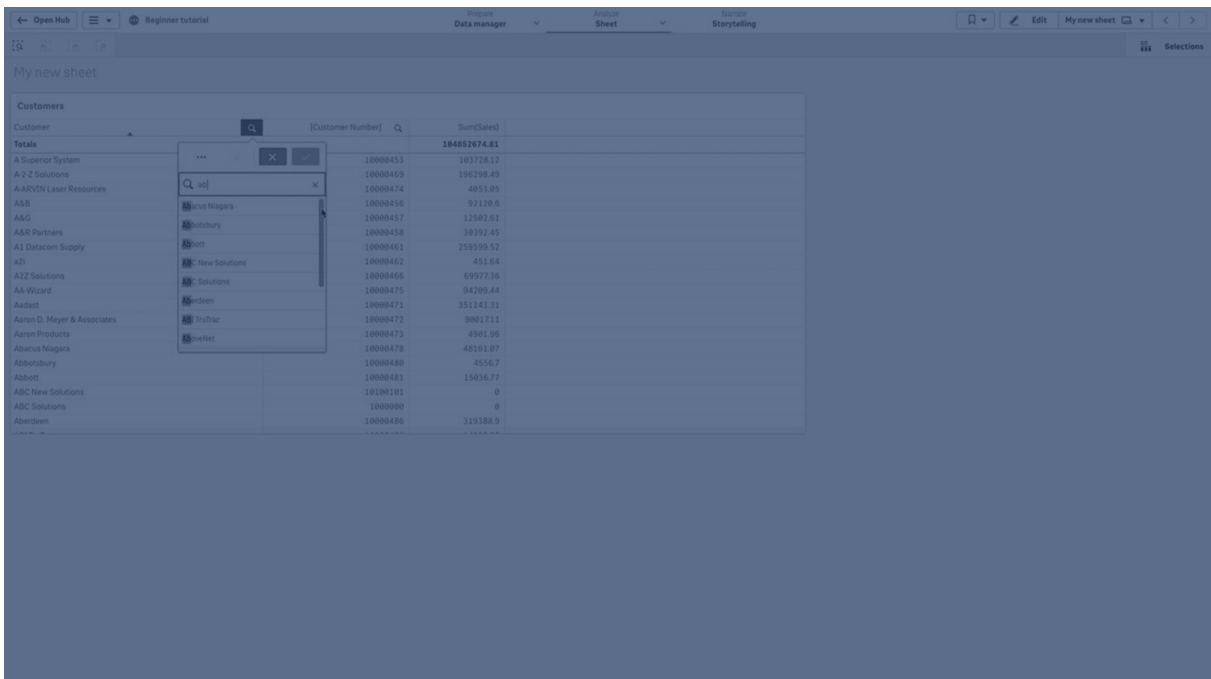 Open Hub
Beginner tutorial
Prepare
Data manager
Analyze
Sheet
Narrate
Storytelling
Edit
My new sheet
Selections
My new sheet
Customers
Customer [Customer Number] Sum(Sales)
Totals 104852674.81
A Superior System 10000453 103728.12
A-2-Z Solutions 10000469 196298.49
A-ARVIN Laser Resources 10000474 4053.05
A&B 10000456 92120.6
A&G 10000457 12502.61
A&R Partners 10000458 30392.45
A1 Datacom Supply 10000461 259599.52
a2i 10000462 451.64
A2Z Solutions 10000466 69977.36
AA-Wizard 10000475 94209.44
Aadast 10000471 351243.31
Aaron D. Meyer & Associates 10000472 90017.11
Aaron Products 10000473 4901.96
Abacus Niagara 10000478 48161.07
Abbotsbury 10000480 4556.7
Abbott 10000481 15036.77
ABC New Solutions 10100101 0
ABC Solutions 1000080 0
Aberdeen 10000486 319388.9
ab
Abacus Niagara
Abbotsbury
Abbott
ABC New Solutions
ABC Solutions
Aberdeen
ABI TruTrac
AboveNet